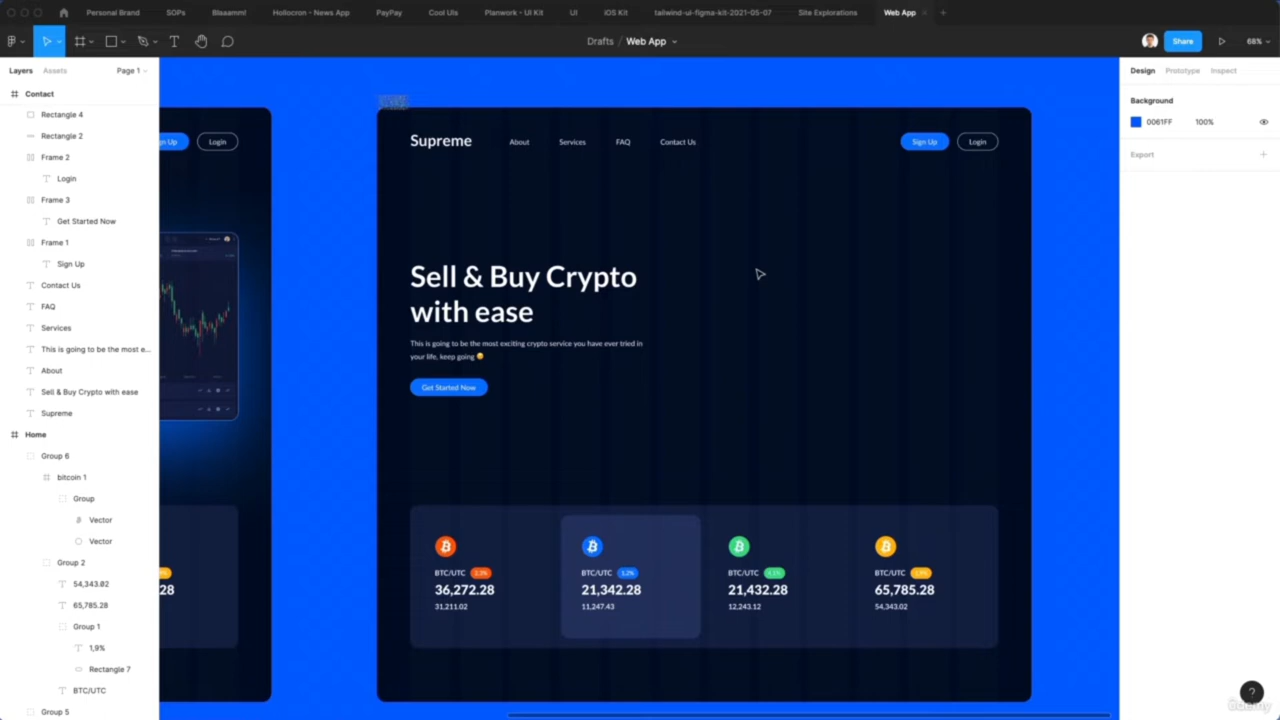 Personal Brand
SOPs
Blsaaml!
Hollocron - News App
PayPay
Cool UIs
Planwork - UI Kit
UI
iOS Kit
tailwind-ui-figma-kit-2021-05-07
Site Explorations
Web App
Drafts / Web App
Share
68%
Layers
Assets
Page 1
Contact
Rectangle 4
Rectangle 2
Frame 2
Login
Frame 3
Get Started Now
Frame 1
Sign Up
Contact Us
FAQ
Services
This is going to be the most e...
About
Sell & Buy Crypto with ease
Supreme
Home
Group 6
bitcoin 1
Group
Vector
Vector
Group 2
54,343.02
65,785.28
Group 1
1,9%
Rectangle 7
BTC/UTC
Group 5
gn Up
Login
28
Supreme
About
Services
FAQ
Contact Us
Sign Up
Login
Sell & Buy Crypto
with ease
This is going to be the most exciting crypto service you have ever tried in
your life, keep going
Get Started Now
BTC/UTC
36,272.28
31,211.02
BTC/UTC
1.2%
21,342.28
11,247.43
BTC/UTC
21,432.28
12,243.12
BTC/UTC
65,785.28
54,343.02
Design
Prototype
Inspect
Background
0061FF
100%
Export
?
ûdemy